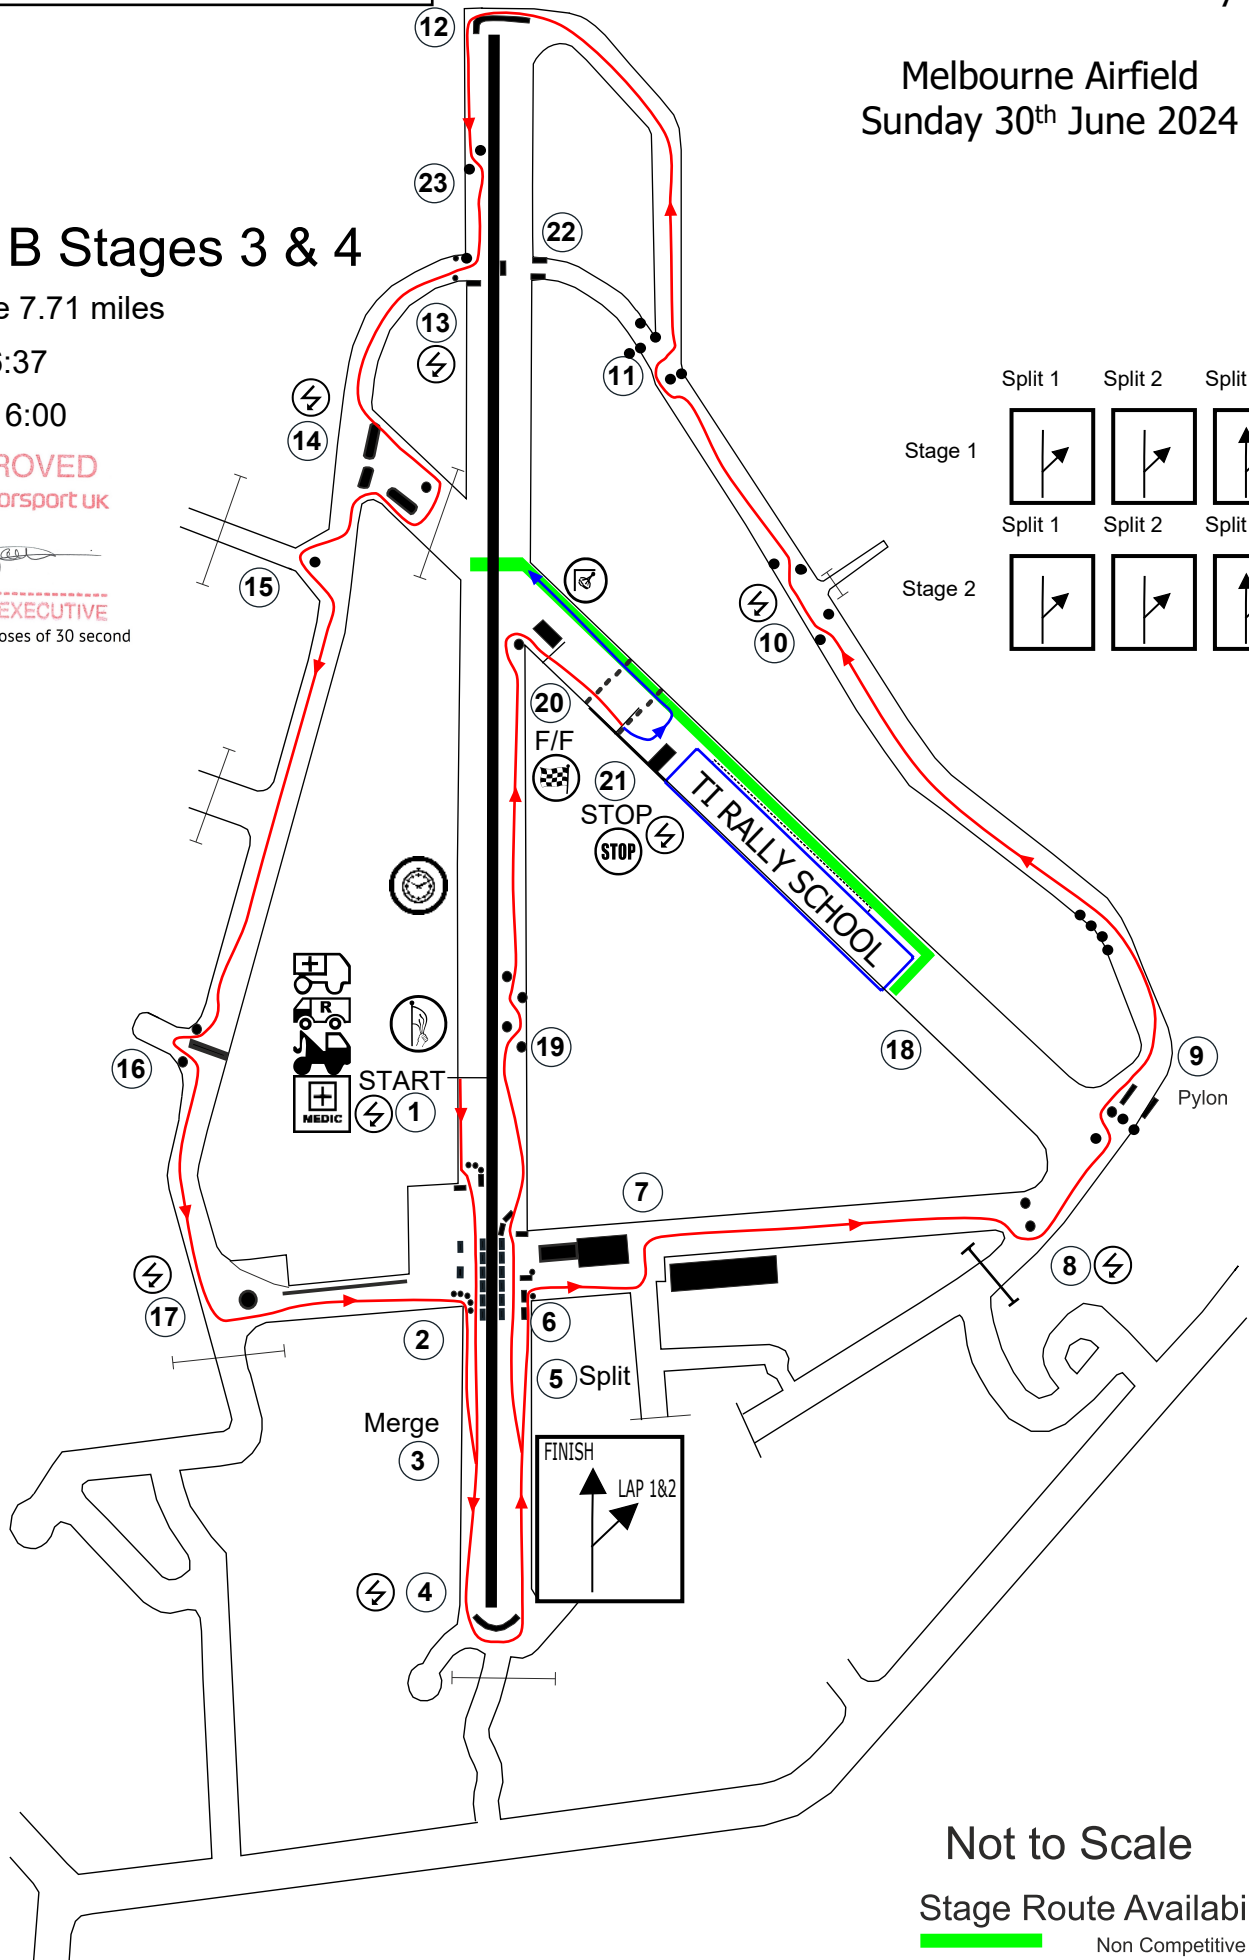 Melbourne Airfield
Sunday 30th June 2024
B Stages 3 & 4
e 7.71 miles
:37
6:00
ROVED
orsport UK
EXECUTIVE
oses of 30 second
12
23
22
13
11
14
15
10
Split 1 Split 2 Split
Stage 1
Split 1 Split 2 Split
Stage 2
20
F/F
21
STOP
STOP
TI RALLY SCHOOL
18
19
R
MEDIC
START
1
16
9
Pylon
7
8
17
2
6
5 Split
Merge
3
FINISH
LAP 1&2
4
Not to Scale
Stage Route Availabi
Non Competitive